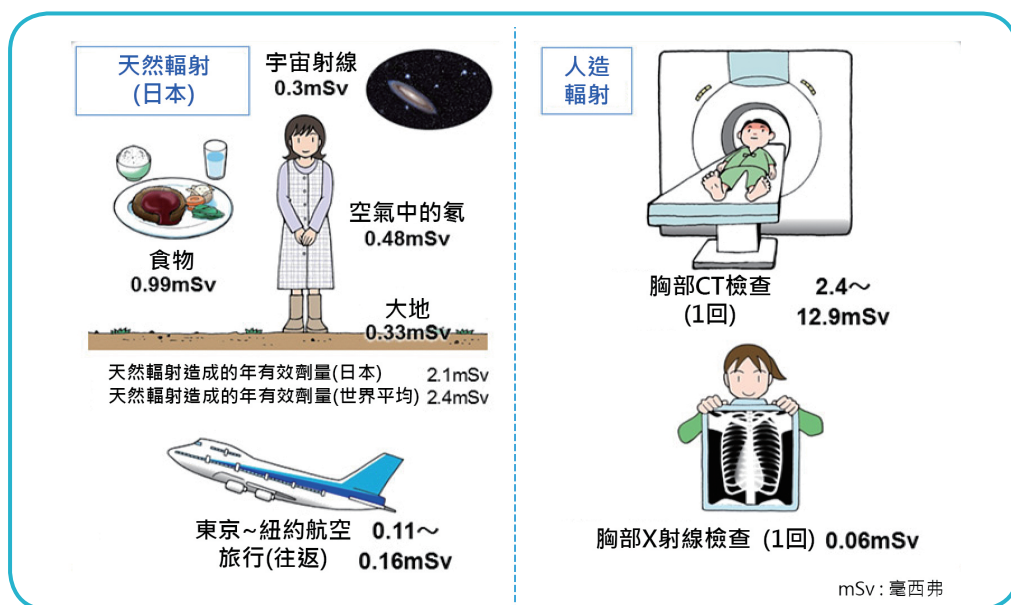 天然輻射
(日本)
宇宙射線
0.3mSv
空氣中的氡
0.48mSv
食物
0.99mSv
大地
0.33mSv
天然輻射造成的年有效劑量(日本) 2.1mSv
天然輻射造成的年有效劑量(世界平均) 2.4mSv
東京~紐約航空 0.11～
旅行(往返) 0.16mSv
人造
輻射
胸部CT檢查 2.4～
(1回) 12.9mSv
胸部X射線檢查 (1回) 0.06mSv
mSv : 毫西弗